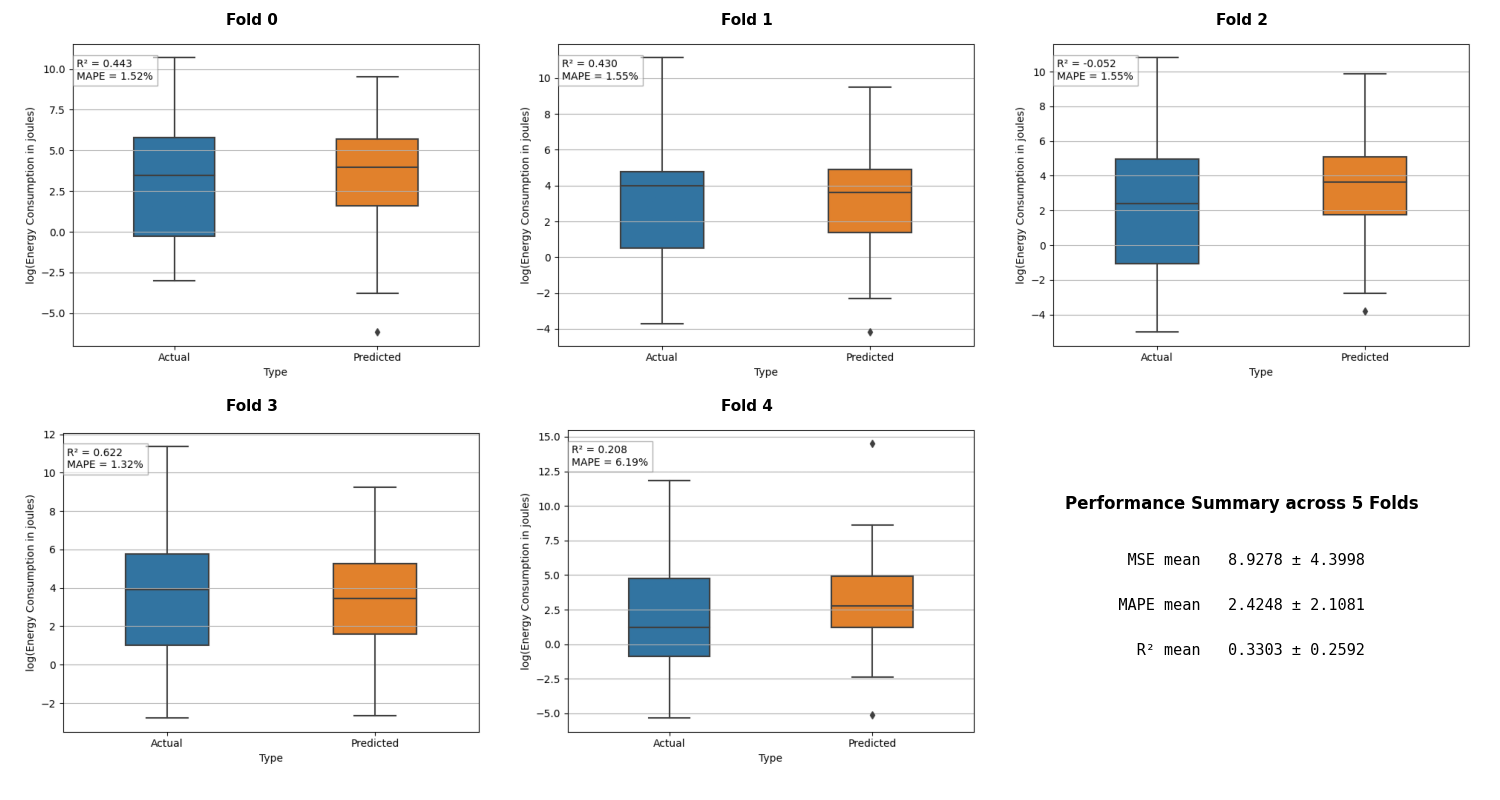 Fold 0
R² = 0.443
MAPE = 1.52%
10.0
7.5
5.0
2.5
0.0
−2.5
−5.0
log(Energy Consumption in joules)
Actual
Predicted
Type
Fold 1
R² = 0.430
MAPE = 1.55%
10
8
6
4
2
0
−2
−4
log(Energy Consumption in joules)
Actual
Predicted
Type
Fold 2
R² = -0.052
MAPE = 1.55%
10
8
6
4
2
0
−2
−4
log(Energy Consumption in joules)
Actual
Predicted
Type
Fold 3
R² = 0.622
MAPE = 1.32%
12
10
8
6
4
2
0
−2
log(Energy Consumption in joules)
Actual
Predicted
Type
Fold 4
R² = 0.208
MAPE = 6.19%
15.0
12.5
10.0
7.5
5.0
2.5
0.0
−2.5
−5.0
log(Energy Consumption in joules)
Actual
Predicted
Type
Performance Summary across 5 Folds
MSE mean 8.9278 ± 4.3998
MAPE mean 2.4248 ± 2.1081
R² mean 0.3303 ± 0.2592